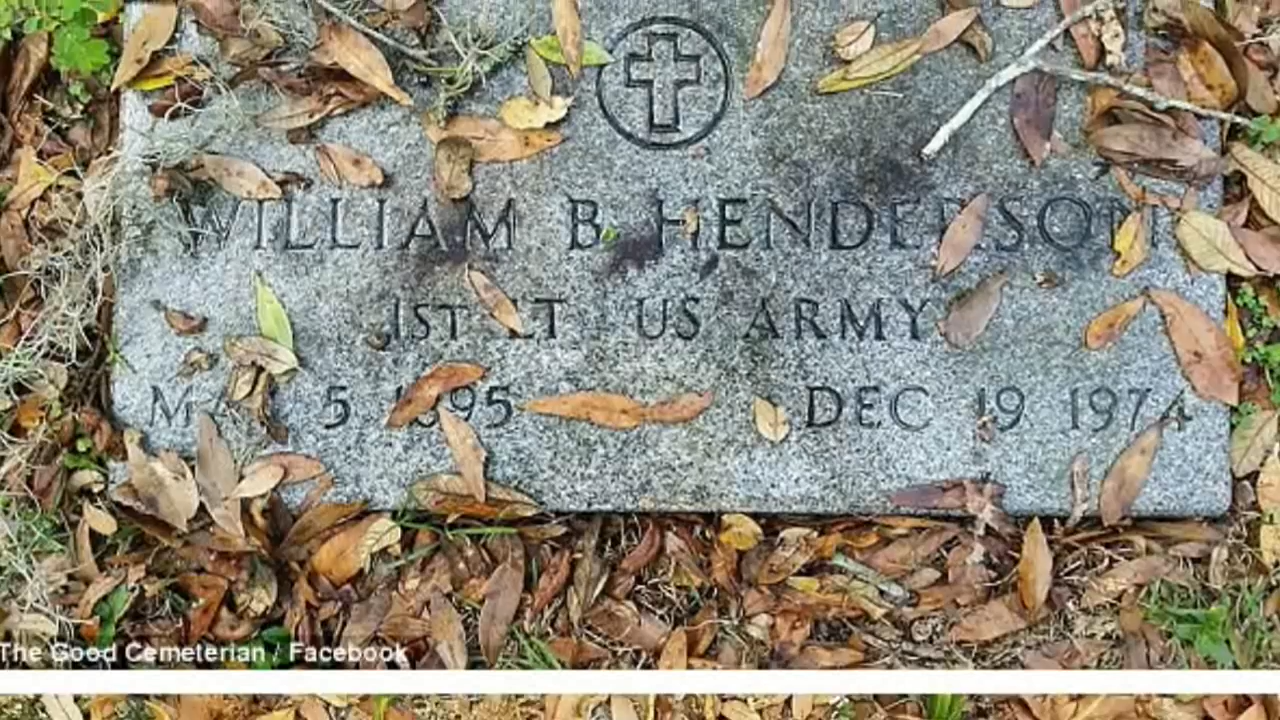 WILLIAM B HENDERSON
1ST LT US ARMY
5 1895 DEC 19 1974
The Good Cemeterian / Facebook